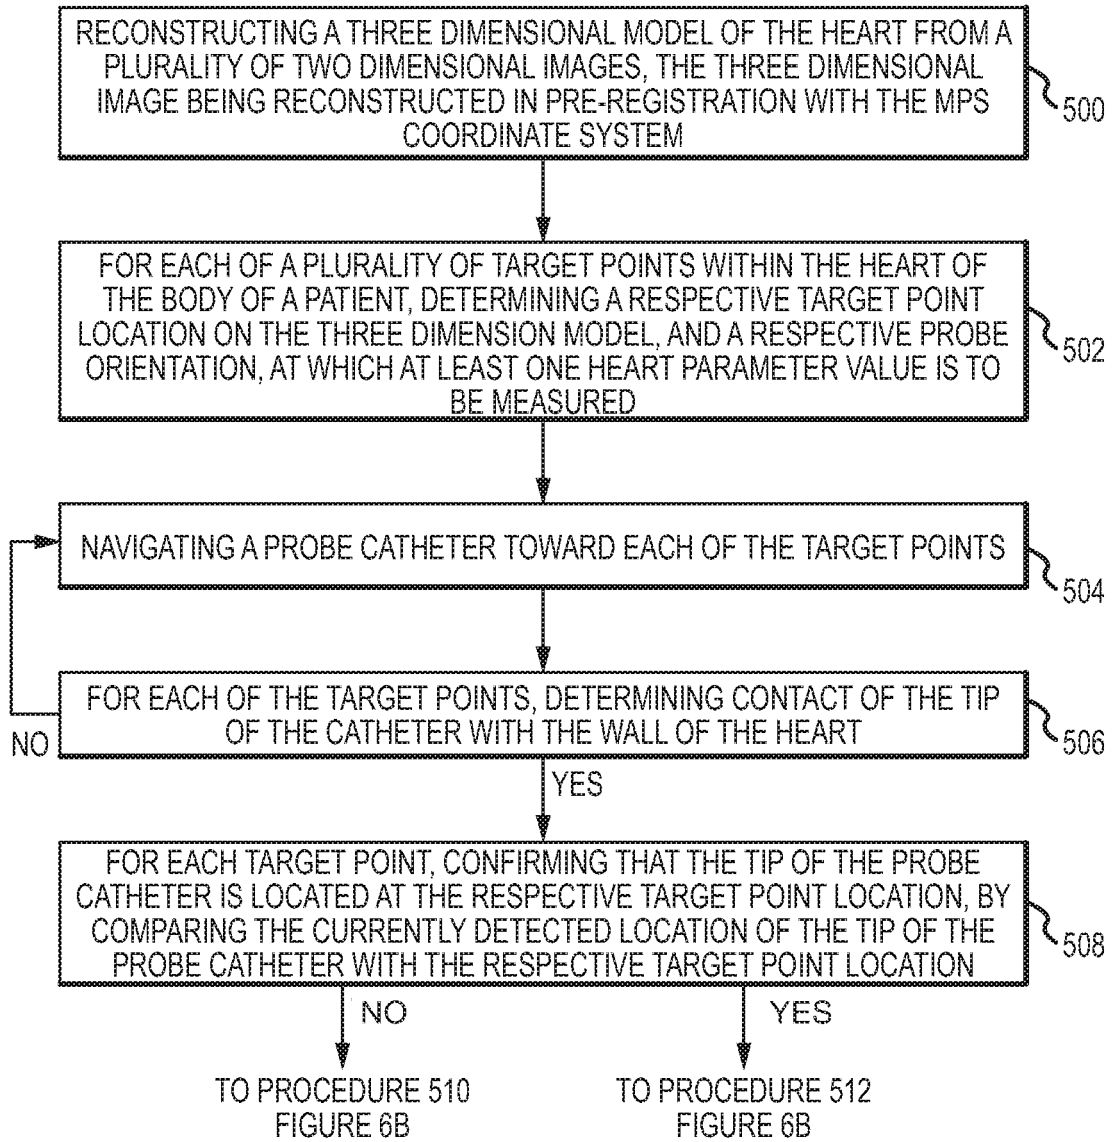 RECONSTRUCTING A THREE DIMENSIONAL MODEL OF THE HEART FROM A
PLURALITY OF TWO DIMENSIONAL IMAGES, THE THREE DIMENSIONAL
IMAGE BEING RECONSTRUCTED IN PRE-REGISTRATION WITH THE MPS
COORDINATE SYSTEM
500
FOR EACH OF A PLURALITY OF TARGET POINTS WITHIN THE HEART OF
THE BODY OF A PATIENT, DETERMINING A RESPECTIVE TARGET POINT
LOCATION ON THE THREE DIMENSION MODEL, AND A RESPECTIVE PROBE
ORIENTATION, AT WHICH AT LEAST ONE HEART PARAMETER VALUE IS TO
BE MEASURED
502
NAVIGATING A PROBE CATHETER TOWARD EACH OF THE TARGET POINTS
504
FOR EACH OF THE TARGET POINTS, DETERMINING CONTACT OF THE TIP
OF THE CATHETER WITH THE WALL OF THE HEART
506
NO
YES
FOR EACH TARGET POINT, CONFIRMING THAT THE TIP OF THE PROBE
CATHETER IS LOCATED AT THE RESPECTIVE TARGET POINT LOCATION, BY
COMPARING THE CURRENTLY DETECTED LOCATION OF THE TIP OF THE
PROBE CATHETER WITH THE RESPECTIVE TARGET POINT LOCATION
508
NO
YES
TO PROCEDURE 510
FIGURE 6B
TO PROCEDURE 512
FIGURE 6B